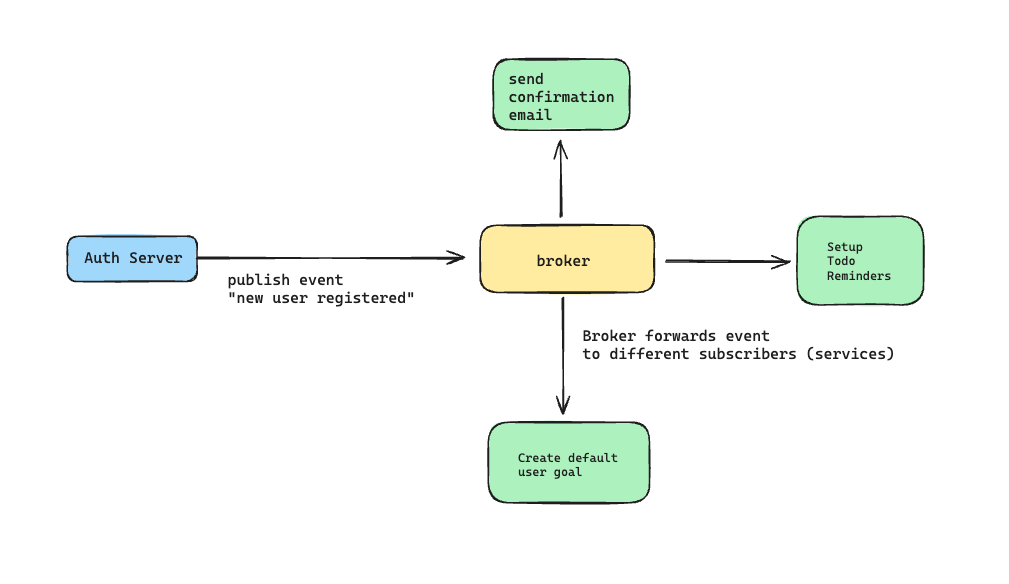 send
confirmation
email
Auth Server
publish event
"new user registered"
broker
Setup
Todo
Reminders
Broker forwards event
to different subscribers (services)
Create default
user goal